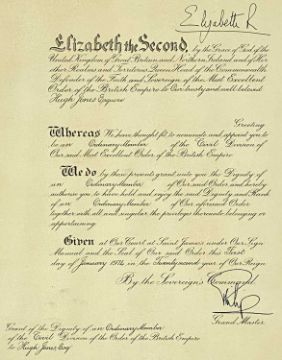 Elizabeth R
Elizabeth the Second, by the Grace of God of the
United Kingdom of Great Britain and Northern Ireland and of Her
other Realms and Territories Queen, Head of the Commonwealth,
Defender of the Faith and Sovereign of the Most Excellent
Order of the British Empire to Our trusty and well beloved
Hugh Jones Esquire
Greeting
Whereas We have thought fit to nominate and appoint you to
be an Ordinary Member of the Civil Division of
Our said Most Excellent Order of the British Empire
We do by these presents grant unto you the Dignity of
an Ordinary Member of Our said Order and hereby
authorise you to have hold and enjoy the said Dignity and Rank
of an Ordinary Member of Our aforesaid Order
together with all and singular the privileges thereunto belonging or
appertaining.
Given at Our Court at Saint James's under Our Sign
Manual and the Seal of Our said Order this First
day of January 1974 in the Twenty-second year of Our Reign.
By the Sovereign's Command.
Grand Master.
Grant of the Dignity of an Ordinary Member
of the Civil Division of the Order of the British Empire
to Hugh Jones, Esq.